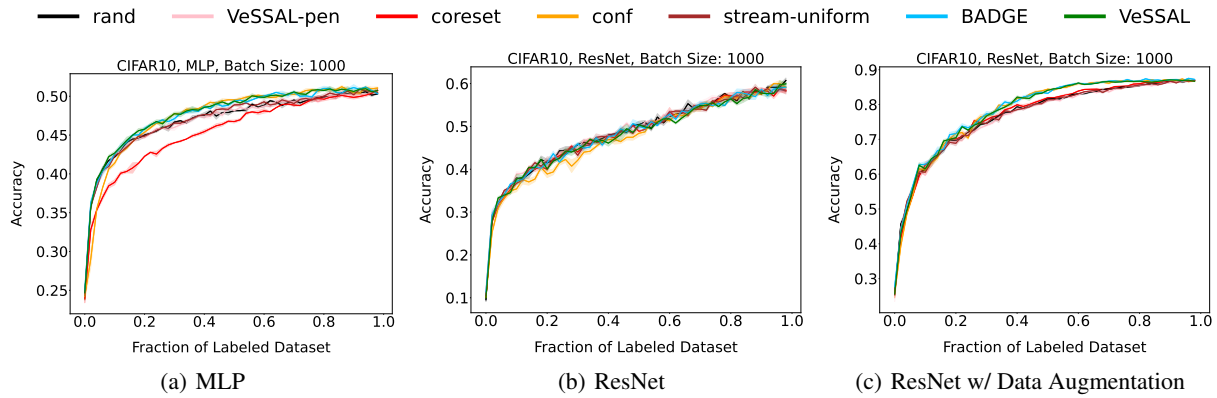 rand VeSSAL-pen coreset conf stream-uniform BADGE VeSSAL
CIFAR10, MLP, Batch Size: 1000
0.50
0.45
0.40
0.35
0.30
0.25
Accuracy
0.0 0.2 0.4 0.6 0.8 1.0
Fraction of Labeled Dataset
(a) MLP
CIFAR10, ResNet, Batch Size: 1000
0.6
0.5
0.4
0.3
0.2
0.1
Accuracy
0.0 0.2 0.4 0.6 0.8 1.0
Fraction of Labeled Dataset
(b) ResNet
CIFAR10, ResNet, Batch Size: 1000
0.9
0.8
0.7
0.6
0.5
0.4
0.3
Accuracy
0.0 0.2 0.4 0.6 0.8 1.0
Fraction of Labeled Dataset
(c) ResNet w/ Data Augmentation